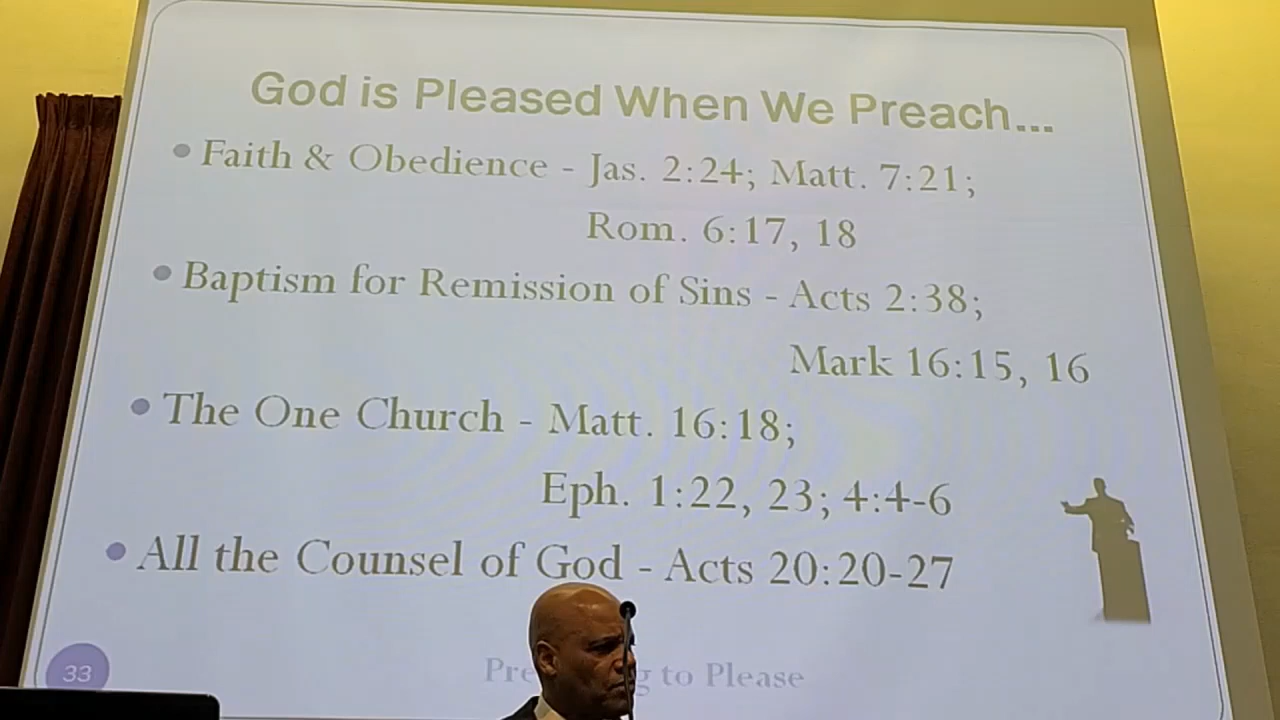 God is Pleased When We Preach...
• Faith & Obedience - Jas. 2:24; Matt. 7:21;
Rom. 6:17, 18
• Baptism for Remission of Sins - Acts 2:38;
Mark 16:15, 16
• The One Church - Matt. 16:18;
Eph. 1:22, 23; 4:4-6
• All the Counsel of God - Acts 20:20-27
33
to Please